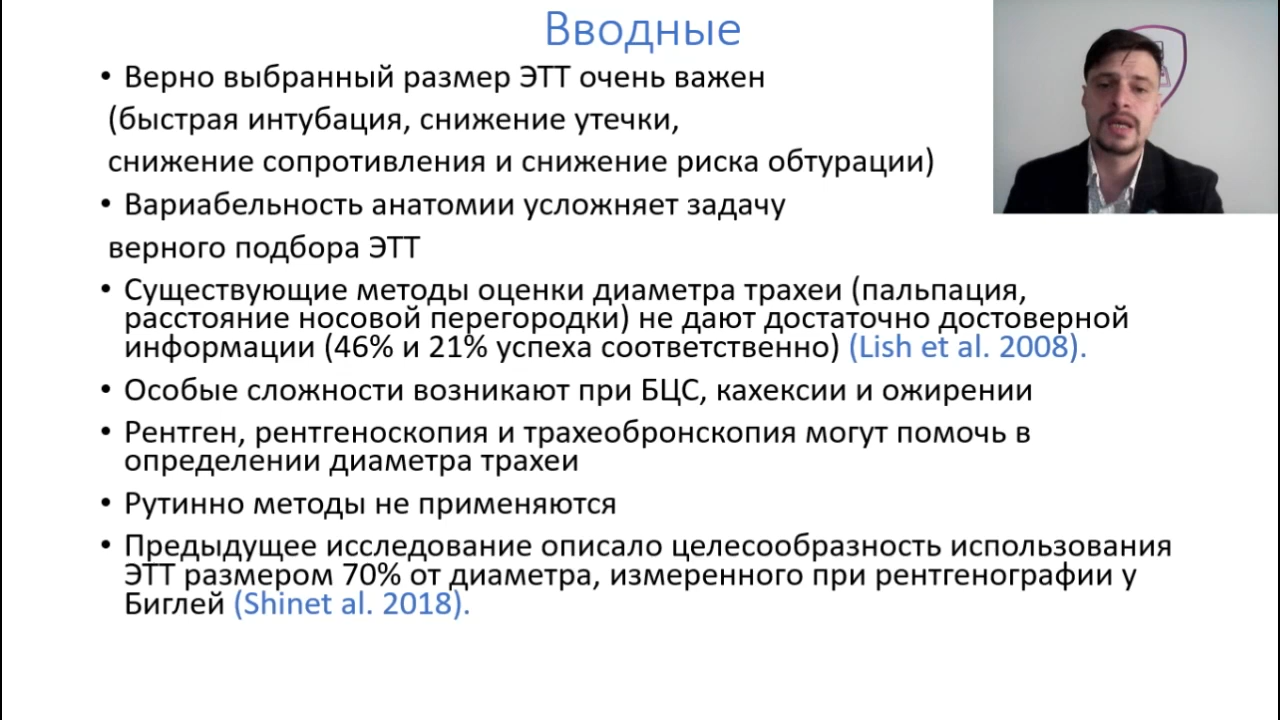 Вводные
• Верно выбранный размер ЭТТ очень важен
(быстрая интубация, снижение утечки,
снижение сопротивления и снижение риска обтурации)
• Вариабельность анатомии усложняет задачу
верного подбора ЭТТ
• Существующие методы оценки диаметра трахеи (пальпация,
расстояние носовой перегородки) не дают достаточно достоверной
информации (46% и 21% успеха соответственно) (Lish et al. 2008).
• Особые сложности возникают при БЦС, кахексии и ожирении
• Рентген, рентгеноскопия и трахеобронскопия могут помочь в
определении диаметра трахеи
• Рутинно методы не применяются
• Предыдущее исследование описало целесообразность использования
ЭТТ размером 70% от диаметра, измеренного при рентгенографии у
Биглей (Shinet al. 2018).